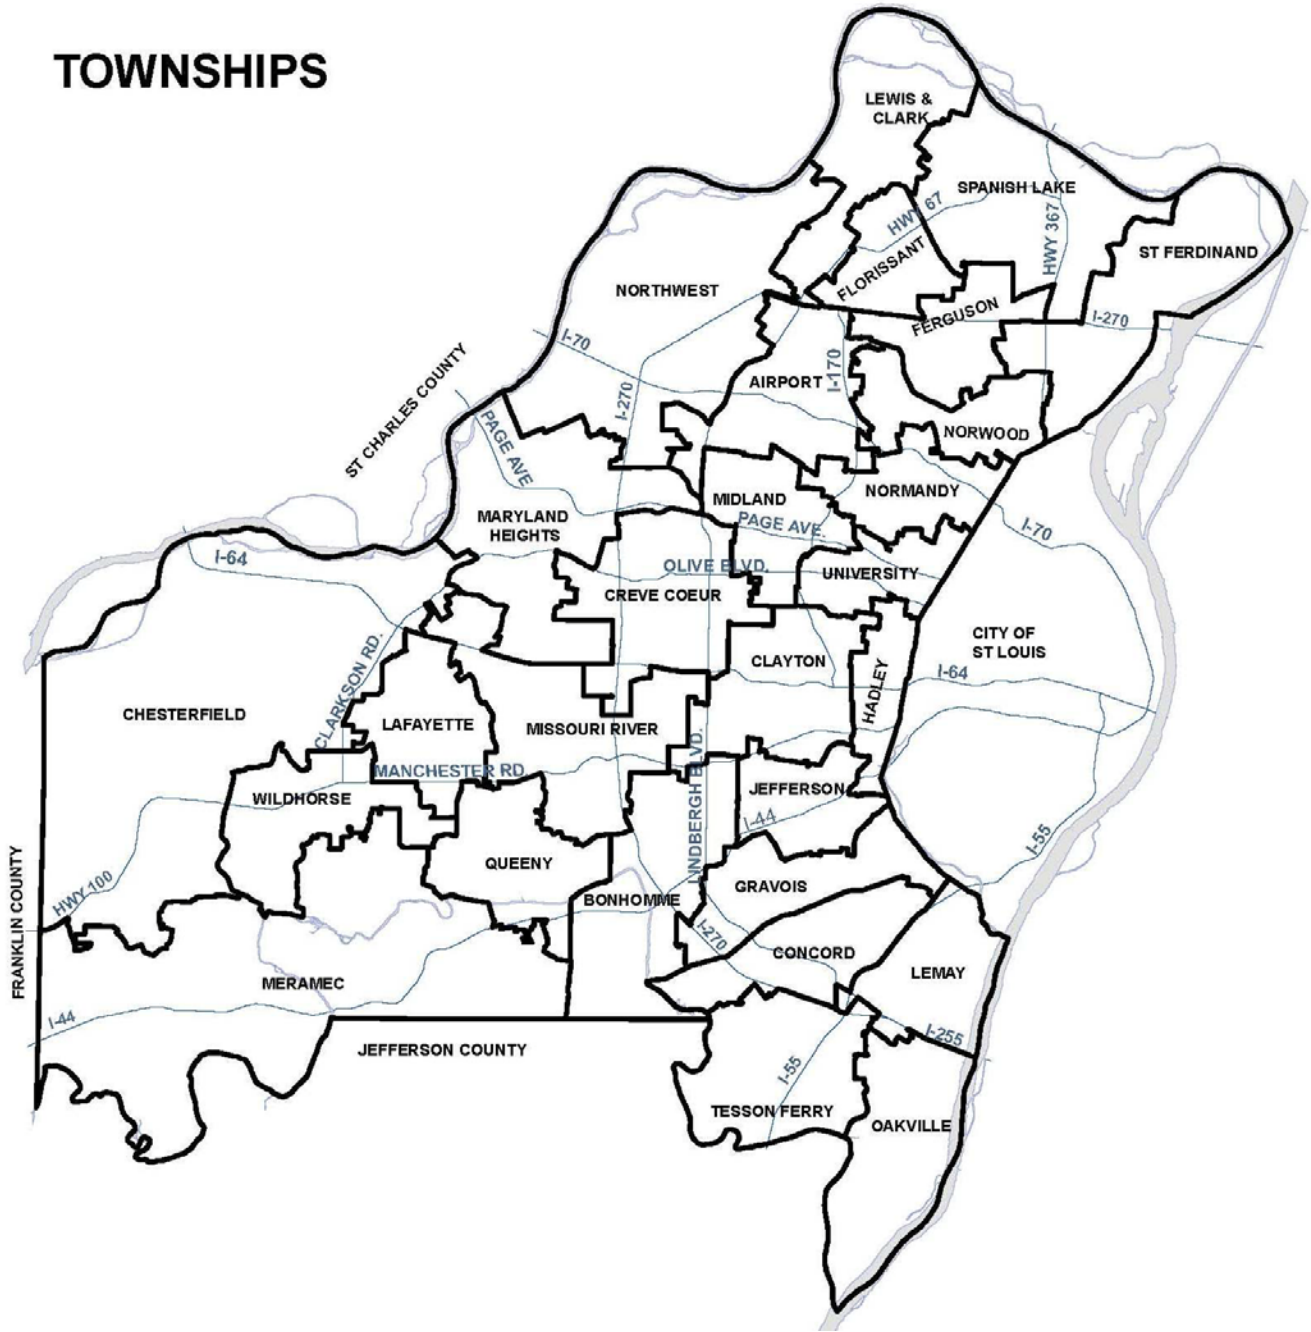 TOWNSHIPS
LEWIS &
CLARK
SPANISH LAKE
HWY 67
HWY 367
ST FERDINAND
FLORISSANT
NORTHWEST
FERGUSON
I-270
I-70
I-170
AIRPORT
I-270
ST CHARLES COUNTY
PAGE AVE
NORWOOD
MIDLAND
NORMANDY
MARYLAND
HEIGHTS
PAGE AVE.
I-70
I-64
OLIVE BLVD.
UNIVERSITY
CREVE COEUR
CITY OF
ST LOUIS
CLAYTON
I-64
HADLEY
CLARKSON RD.
CHESTERFIELD
LAFAYETTE
MISSOURI RIVER
MANCHESTER RD.
LINDBERGH BLVD.
WILDHORSE
JEFFERSON
I-44
I-55
QUEENY
GRAVOIS
HWY 100
BONHOMME
FRANKLIN COUNTY
I-270
CONCORD
LEMAY
MERAMEC
I-44
I-255
JEFFERSON COUNTY
I-55
TESSON FERRY
OAKVILLE